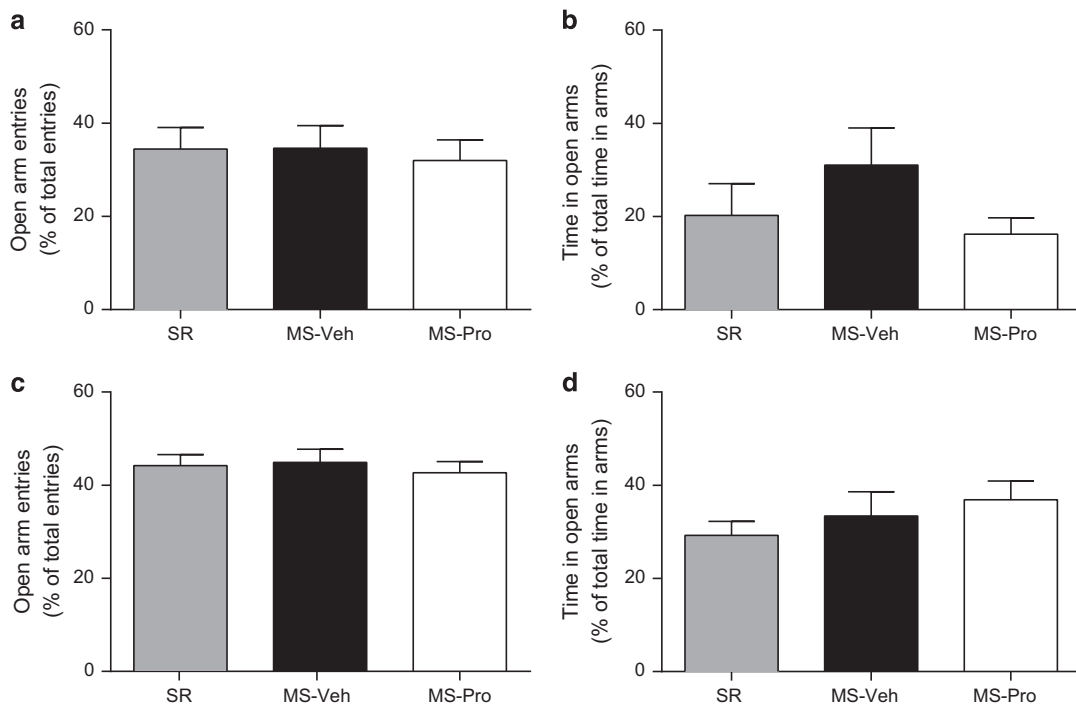 a
Open arm entries
(% of total entries)
60
40
20
0
SR MS-Veh MS-Pro
b
Time in open arms
(% of total time in arms)
60
40
20
0
SR MS-Veh MS-Pro
c
Open arm entries
(% of total entries)
60
40
20
0
SR MS-Veh MS-Pro
d
Time in open arms
(% of total time in arms)
60
40
20
0
SR MS-Veh MS-Pro